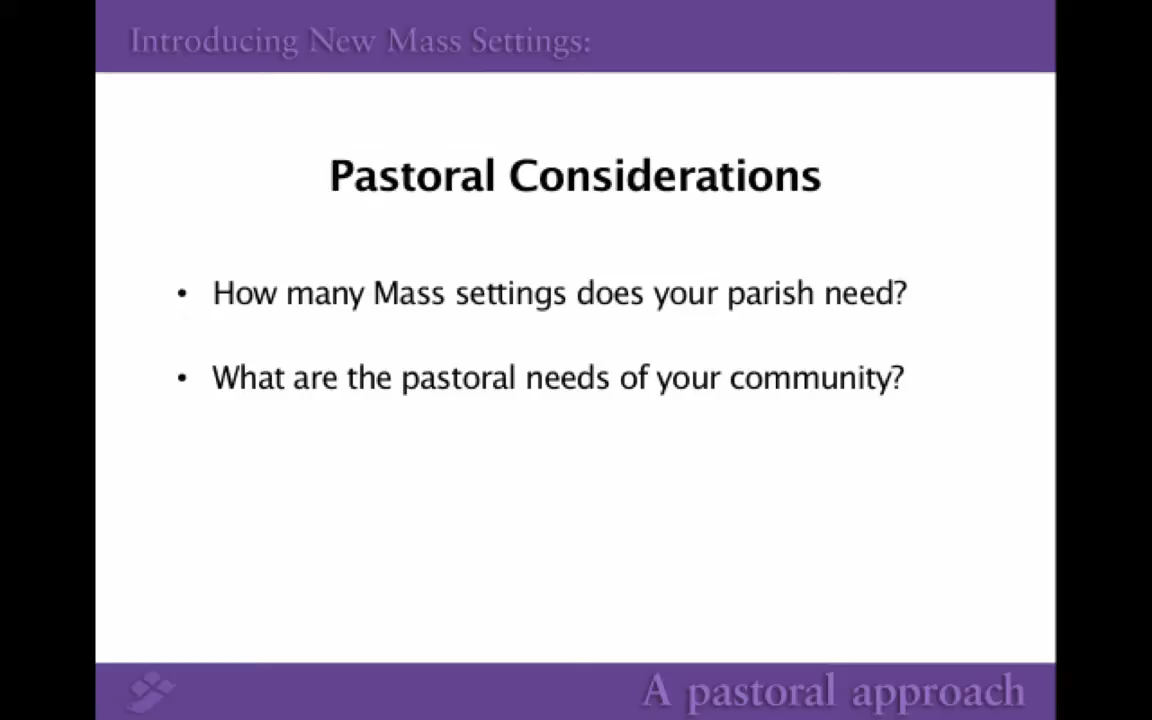 Introducing New Mass Settings:
Pastoral Considerations
• How many Mass settings does your parish need?
• What are the pastoral needs of your community?
A pastoral approach